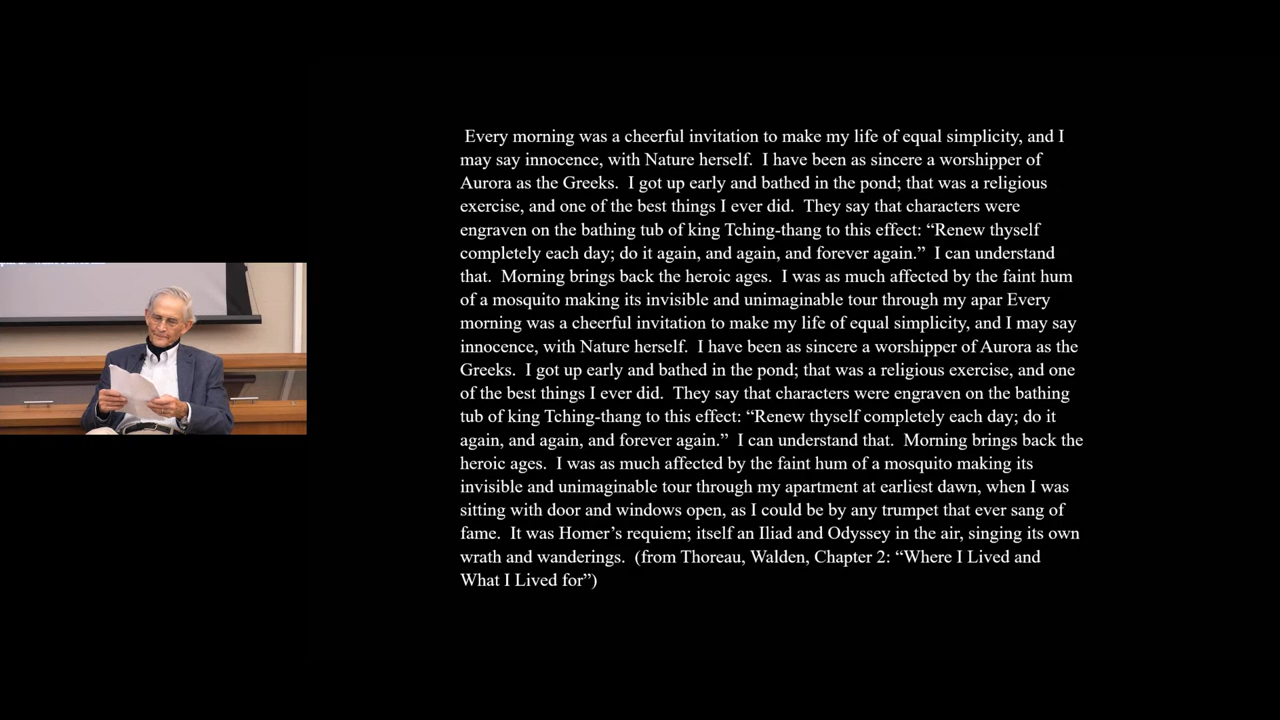 Every morning was a cheerful invitation to make my life of equal simplicity, and I
may say innocence, with Nature herself.  I have been as sincere a worshipper of
Aurora as the Greeks.  I got up early and bathed in the pond; that was a religious
exercise, and one of the best things I ever did.  They say that characters were
engraven on the bathing tub of king Tching-thang to this effect: “Renew thyself
completely each day; do it again, and again, and forever again.”  I can understand
that.  Morning brings back the heroic ages.  I was as much affected by the faint hum
of a mosquito making its invisible and unimaginable tour through my apar Every
morning was a cheerful invitation to make my life of equal simplicity, and I may say
innocence, with Nature herself.  I have been as sincere a worshipper of Aurora as the
Greeks.  I got up early and bathed in the pond; that was a religious exercise, and one
of the best things I ever did.  They say that characters were engraven on the bathing
tub of king Tching-thang to this effect: “Renew thyself completely each day; do it
again, and again, and forever again.”  I can understand that.  Morning brings back the
heroic ages.  I was as much affected by the faint hum of a mosquito making its
invisible and unimaginable tour through my apartment at earliest dawn, when I was
sitting with door and windows open, as I could be by any trumpet that ever sang of
fame.  It was Homer’s requiem; itself an Iliad and Odyssey in the air, singing its own
wrath and wanderings.  (from Thoreau, Walden, Chapter 2: “Where I Lived and
What I Lived for”)